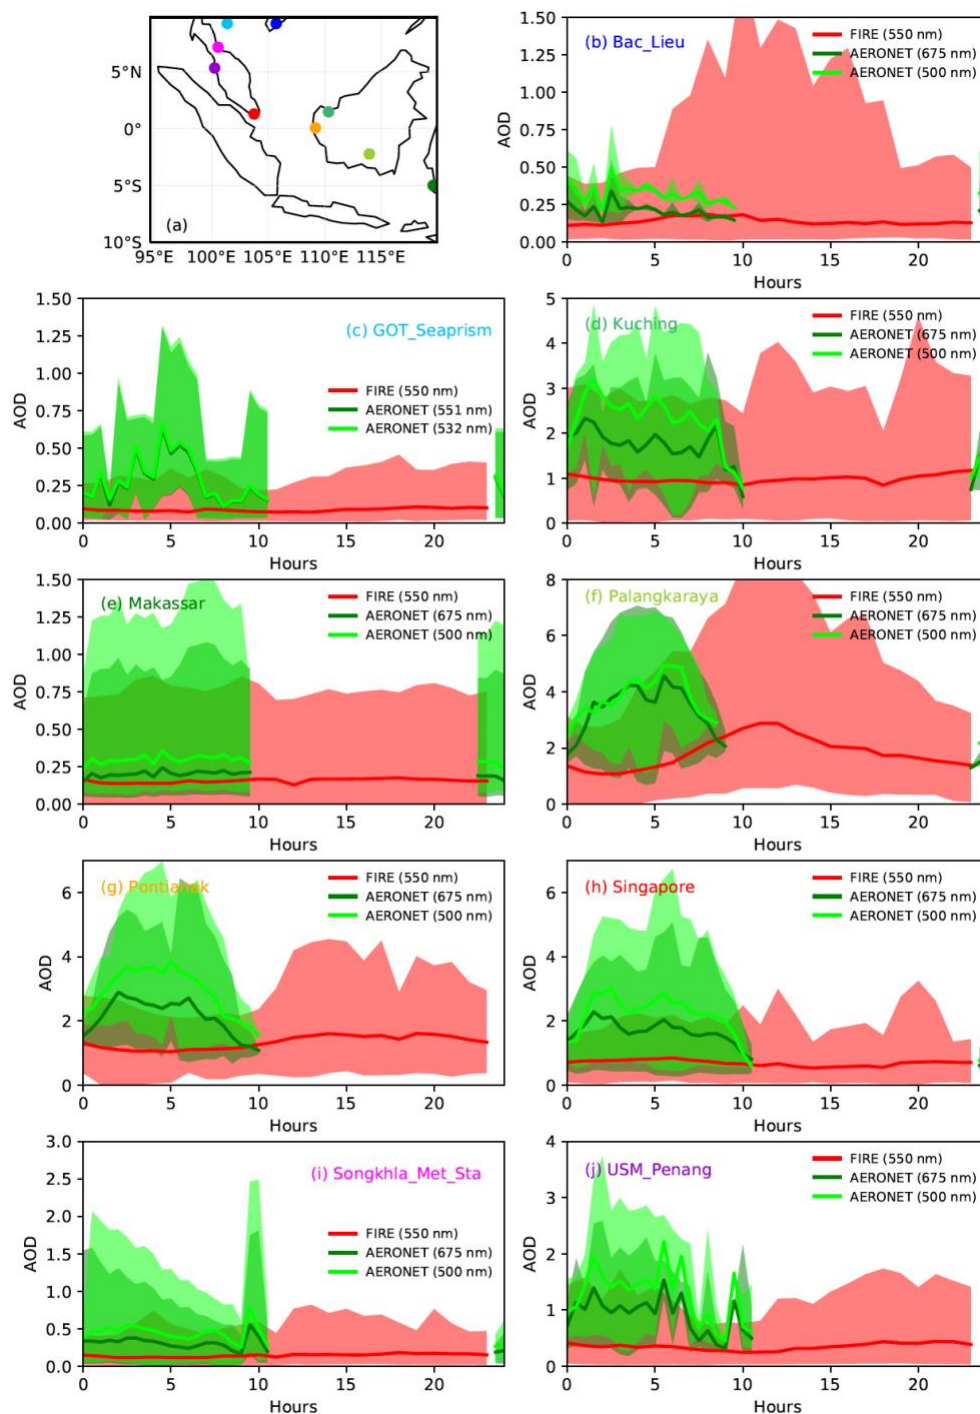 5°N
0°
5°S
10°S
(a)
95°E 100°E 105°E 110°E 115°E
1.50
1.25
1.00
0.75
0.50
0.25
0.00
AOD
(b) Bac_Lieu
FIRE (550 nm)
AERONET (675 nm)
AERONET (500 nm)
0 5 10 15 20
Hours
1.50
1.25
1.00
0.75
0.50
0.25
0.00
AOD
(c) GOT_Seaprism
FIRE (550 nm)
AERONET (551 nm)
AERONET (532 nm)
0 5 10 15 20
Hours
5
4
3
2
1
0
AOD
(d) Kuching
FIRE (550 nm)
AERONET (675 nm)
AERONET (500 nm)
0 5 10 15 20
Hours
1.50
1.25
1.00
0.75
0.50
0.25
0.00
AOD
(e) Makassar
FIRE (550 nm)
AERONET (675 nm)
AERONET (500 nm)
0 5 10 15 20
Hours
8
6
4
2
0
AOD
(f) Palangkaraya
FIRE (550 nm)
AERONET (675 nm)
AERONET (500 nm)
0 5 10 15 20
Hours
6
4
2
0
AOD
(g) Pontianak
FIRE (550 nm)
AERONET (675 nm)
AERONET (500 nm)
0 5 10 15 20
Hours
6
4
2
0
AOD
(h) Singapore
FIRE (550 nm)
AERONET (675 nm)
AERONET (500 nm)
0 5 10 15 20
Hours
3.0
2.5
2.0
1.5
1.0
0.5
0.0
AOD
(i) Songkhla_Met_Sta
FIRE (550 nm)
AERONET (675 nm)
AERONET (500 nm)
0 5 10 15 20
Hours
4
3
2
1
0
AOD
(j) USM_Penang
FIRE (550 nm)
AERONET (675 nm)
AERONET (500 nm)
0 5 10 15 20
Hours